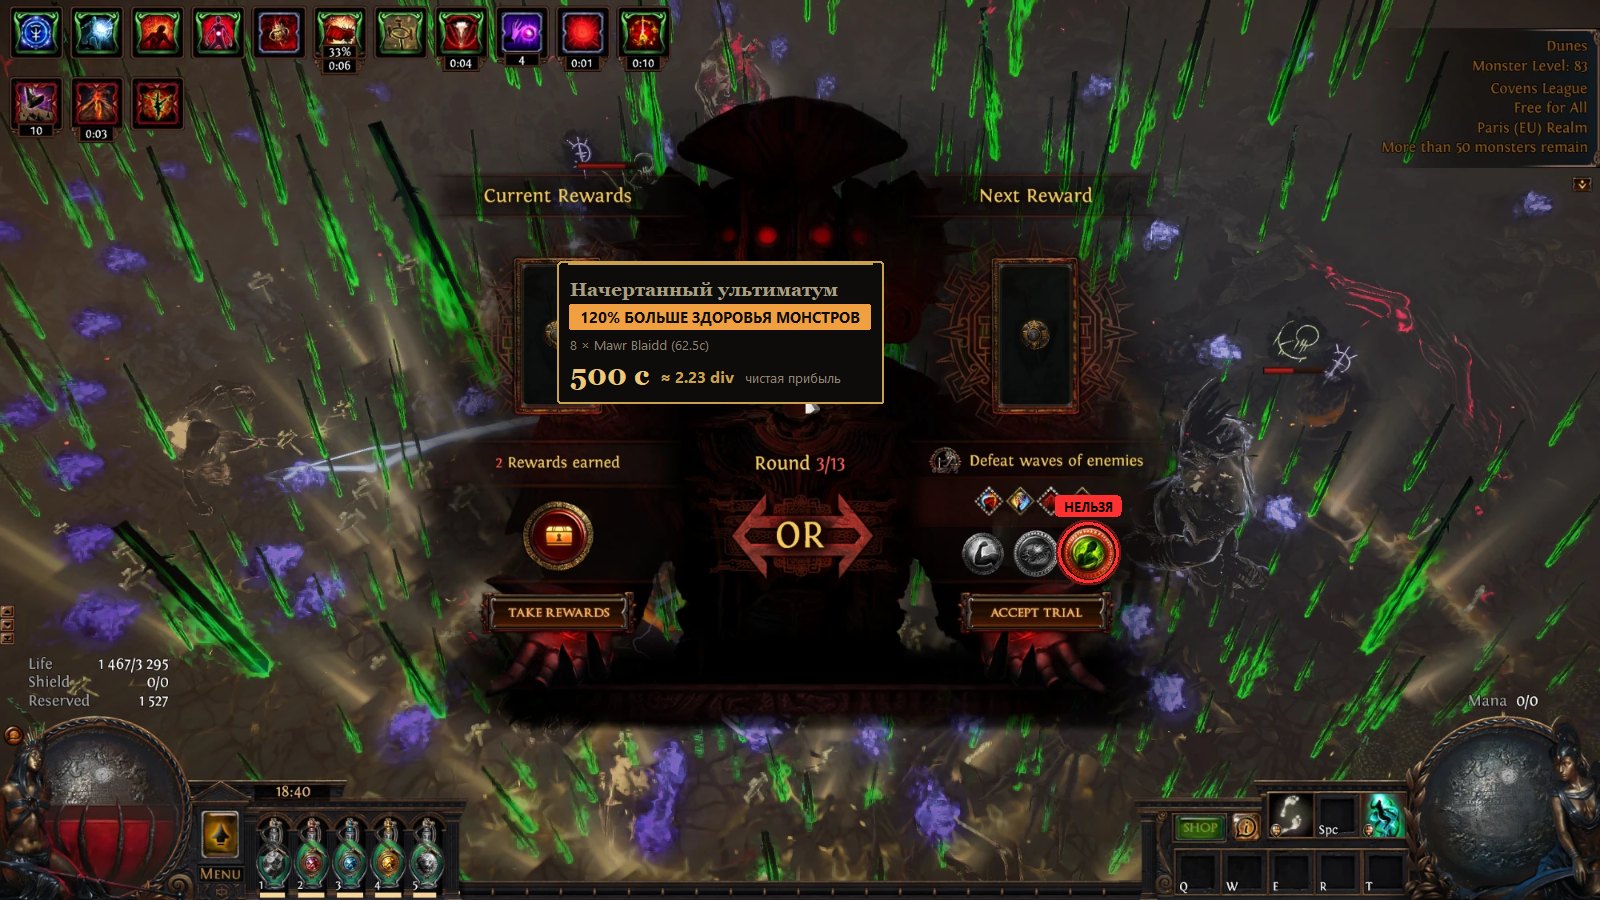 33%
0:06
0:04
4
0:01
0:10
10
0:03
Dunes
Monster Level: 83
Covens League
Free for All
Paris (EU) Realm
More than 50 monsters remain
Current Rewards
Next Reward
Начертанный ультиматум
120% БОЛЬШЕ ЗДОРОВЬЯ МОНСТРОВ
8 × Mawr Blaidd (62.5c)
500 c ≈ 2.23 div чистая прибыль
2 Rewards earned
Round 3/13
Defeat waves of enemies
НЕЛЬЗЯ
OR
TAKE REWARDS
ACCEPT TRIAL
Life 1 467/3 295
Shield 0/0
Reserved 1 527
Mana 0/0
18:40
MENU
1 2 3 4 5
SHOP
Spc
Q W E R T